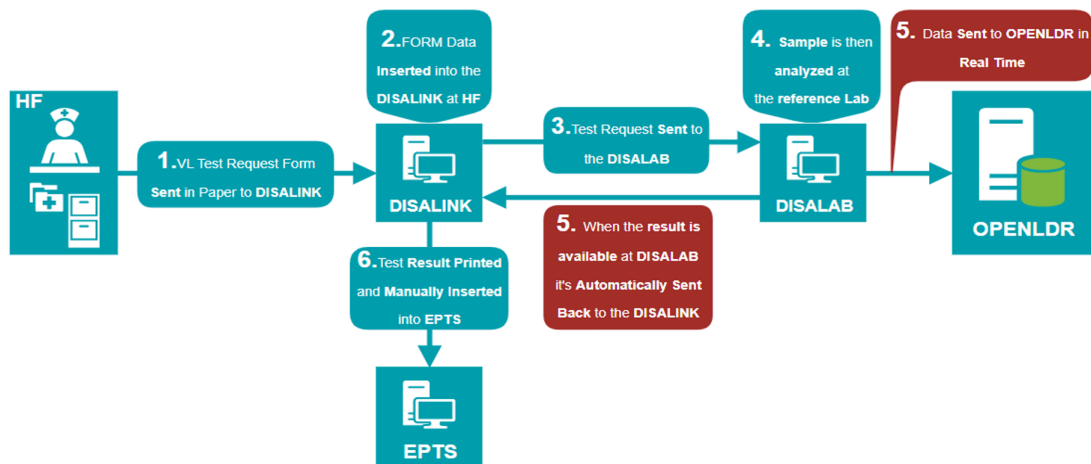 HF
1.VL Test Request Form
Sent in Paper to DISALINK
2.FORM Data
Inserted into the
DISALINK at HF
DISALINK
3.Test Request Sent to
the DISALAB
4. Sample is then
analyzed at
the reference Lab
DISALAB
5. Data Sent to OPENLDR in
Real Time
OPENLDR
5. When the result is
available at DISALAB
it's Automatically Sent
Back to the DISALINK
6.Test Result Printed
and Manually Inserted
into EPTS
EPTS